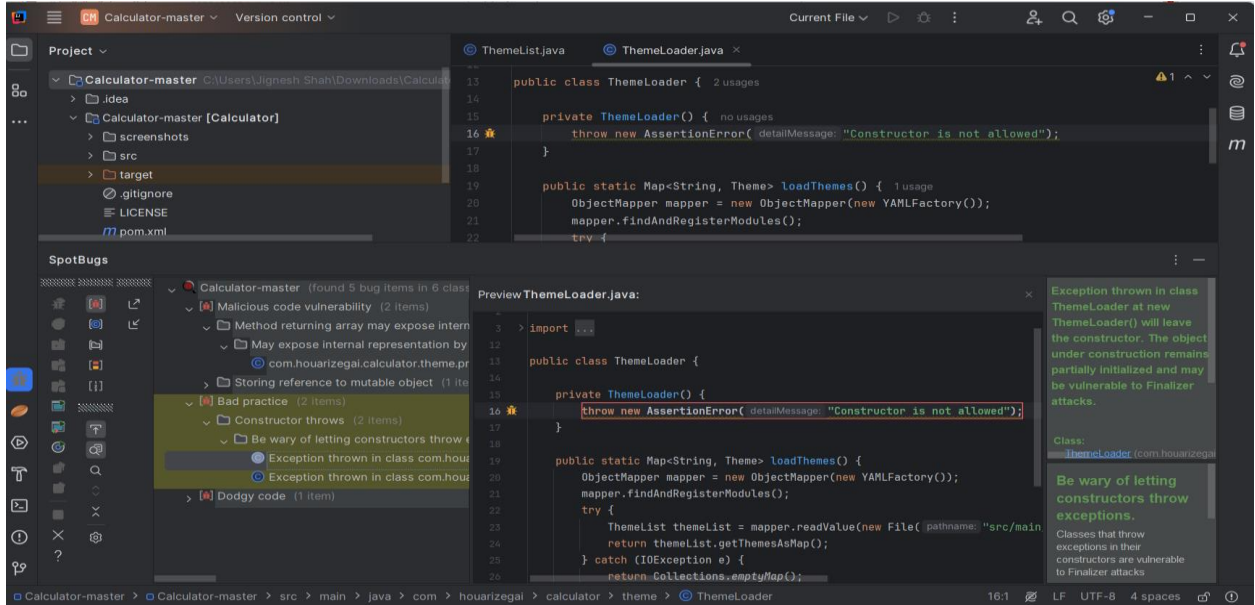 CM Calculator-master Version control Current File
Project
ThemeList.java ThemeLoader.java
Calculator-master C:\Users\Jignesh Shah\Downloads\Calculat
.idea
Calculator-master [Calculator]
screenshots
src
target
.gitignore
LICENSE
m pom.xml
1
13 public class ThemeLoader { 2 usages
14
15 private ThemeLoader() { no usages
16 throw new AssertionError( detailMessage: "Constructor is not allowed");
17 }
18
19 public static Map<String, Theme> loadThemes() { 1 usage
20 ObjectMapper mapper = new ObjectMapper(new YAMLFactory());
21 mapper.findAndRegisterModules();
22 try {
SpotBugs
Calculator-master (found 5 bug items in 6 class
Malicious code vulnerability (2 items)
Method returning array may expose intern
May expose internal representation by
com.houarizegai.calculator.theme.pr
Storing reference to mutable object (1 ite
Bad practice (2 items)
Constructor throws (2 items)
Be wary of letting constructors throw e
Exception thrown in class com.houa
Exception thrown in class com.houa
Dodgy code (1 item)
Preview ThemeLoader.java:
3 import ...
12
13 public class ThemeLoader {
14
15 private ThemeLoader() {
16 throw new AssertionError( detailMessage: "Constructor is not allowed");
17 }
18
19 public static Map<String, Theme> loadThemes() {
20 ObjectMapper mapper = new ObjectMapper(new YAMLFactory());
21 mapper.findAndRegisterModules();
22 try {
23 ThemeList themeList = mapper.readValue(new File( pathname: "src/main
24 return themeList.getThemesAsMap();
25 } catch (IOException e) {
26 return Collections.emptyMap();
Exception thrown in class
ThemeLoader at new
ThemeLoader() will leave
the constructor. The object
under construction remains
partially initialized and may
be vulnerable to Finalizer
attacks.
Class:
ThemeLoader (com.houarizegai
Be wary of letting
constructors throw
exceptions.
Classes that throw
exceptions in their
constructors are vulnerable
to Finalizer attacks
Calculator-master > Calculator-master > src > main > java > com > houarizegai > calculator > theme > ThemeLoader 16:1 LF UTF-8 4 spaces